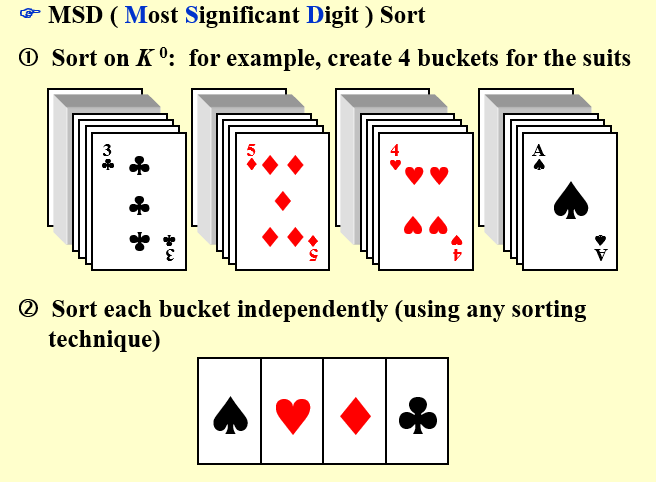 ☞ MSD ( Most Significant Digit ) Sort
① Sort on K⁰: for example, create 4 buckets for the suits
3 5 4 A
3 5 4 A
② Sort each bucket independently (using any sorting
technique)